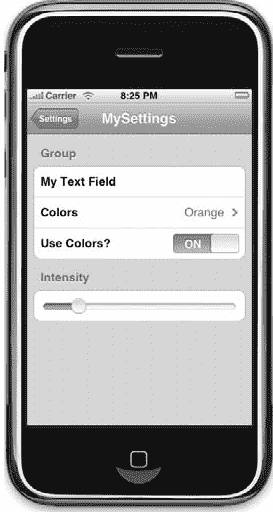 Carrier 8:25 PM
Settings MySettings
Group
My Text Field
Colors Orange
Use Colors? ON
Intensity